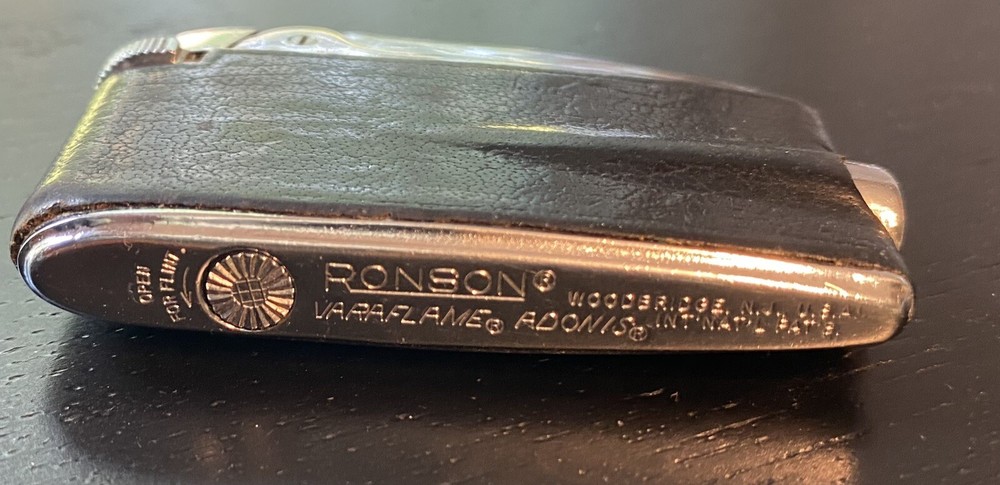 OPEN
FOR FLINT
RONSON®
VARAFLAME® ADONIS®
WOODBRIDGE, N.J., U.S.A.
INT'NAT'L PAT'S.